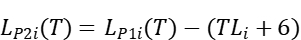 L_{P2i}(T) = L_{P1i}(T) − (TL_i + 6)